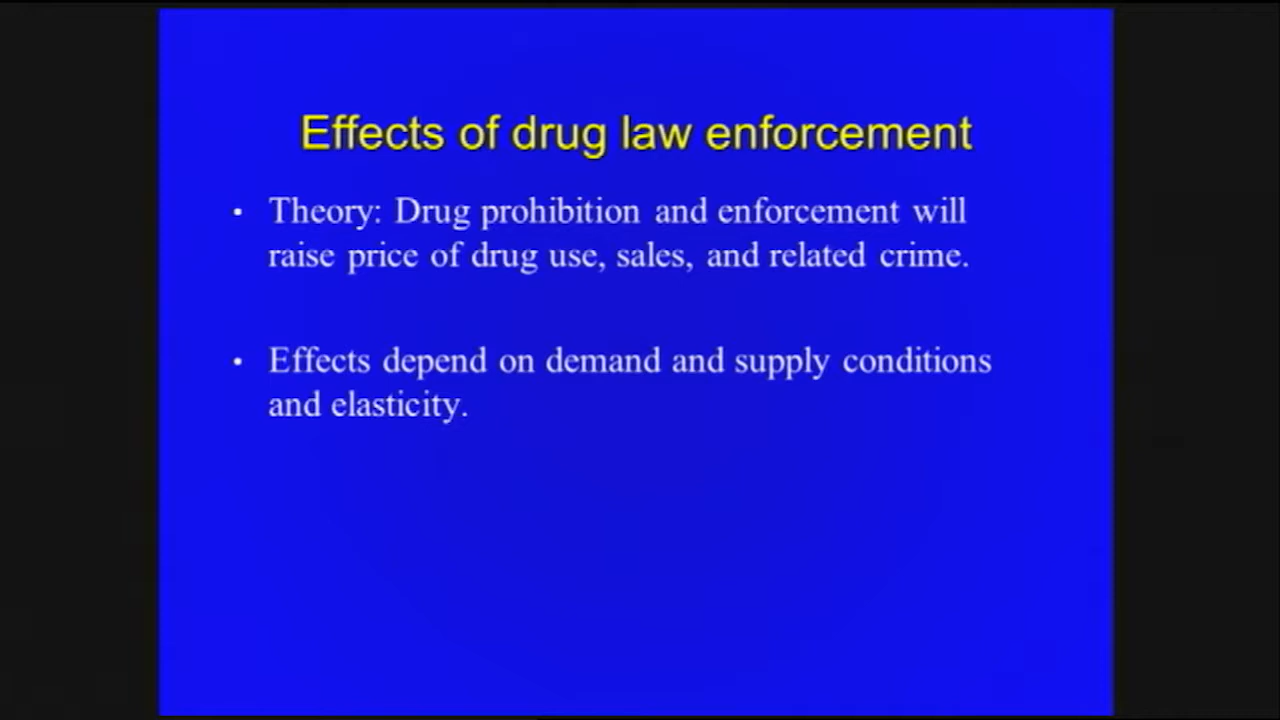 Effects of drug law enforcement
• Theory: Drug prohibition and enforcement will
raise price of drug use, sales, and related crime.
• Effects depend on demand and supply conditions
and elasticity.